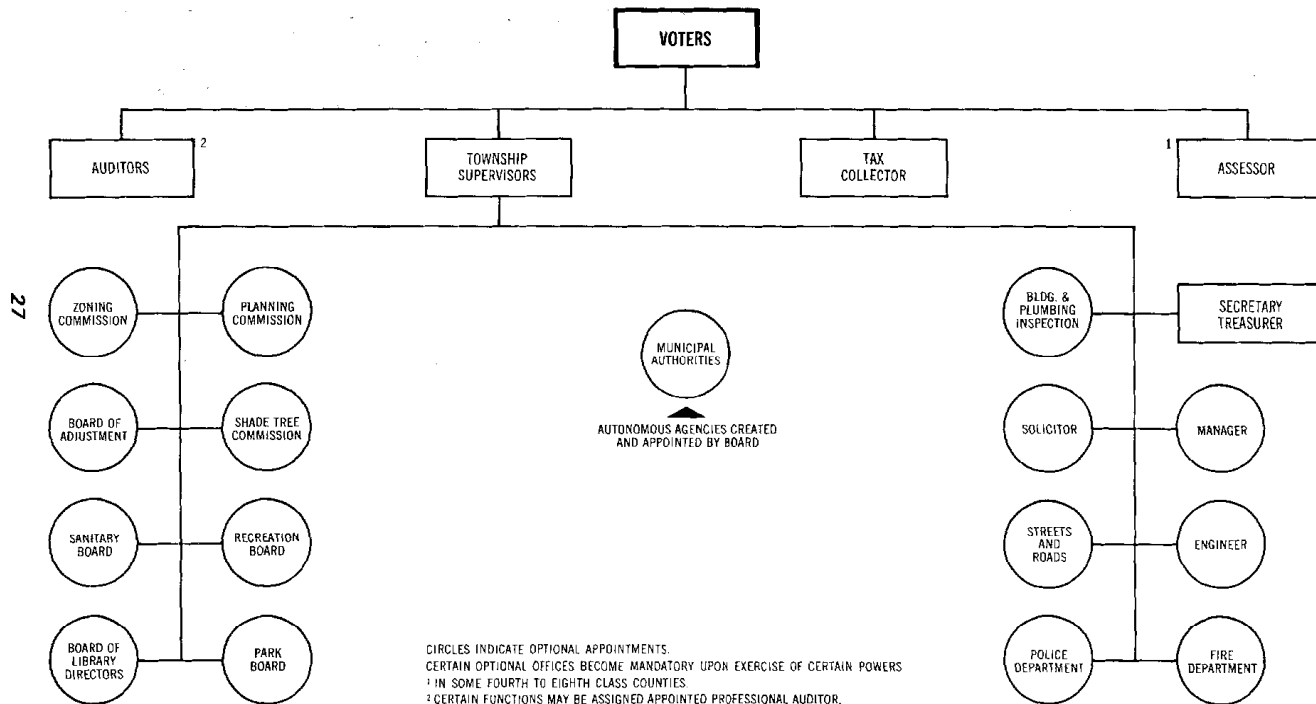 VOTERS
AUDITORS
2
TOWNSHIP
SUPERVISORS
TAX
COLLECTOR
1
ASSESSOR
ZONING
COMMISSION
PLANNING
COMMISSION
BOARD OF
ADJUSTMENT
SHADE TREE
COMMISSION
SANITARY
BOARD
RECREATION
BOARD
BOARD OF
LIBRARY
DIRECTORS
PARK
BOARD
MUNICIPAL
AUTHORITIES
AUTONOMOUS AGENCIES CREATED
AND APPOINTED BY BOARD
BLDG. &
PLUMBING
INSPECTION
SECRETARY
TREASURER
SOLICITOR
MANAGER
STREETS
AND
ROADS
ENGINEER
POLICE
DEPARTMENT
FIRE
DEPARTMENT
CIRCLES INDICATE OPTIONAL APPOINTMENTS.
CERTAIN OPTIONAL OFFICES BECOME MANDATORY UPON EXERCISE OF CERTAIN POWERS
1 IN SOME FOURTH TO EIGHTH CLASS COUNTIES.
2 CERTAIN FUNCTIONS MAY BE ASSIGNED APPOINTED PROFESSIONAL AUDITOR.
27